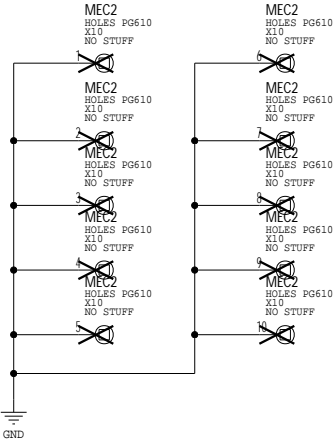 MEC2
HOLES PG610
X10
NO STUFF
1
MEC2
HOLES PG610
X10
NO STUFF
2
MEC2
HOLES PG610
X10
NO STUFF
3
MEC2
HOLES PG610
X10
NO STUFF
4
MEC2
HOLES PG610
X10
NO STUFF
5
MEC2
HOLES PG610
X10
NO STUFF
6
MEC2
HOLES PG610
X10
NO STUFF
7
MEC2
HOLES PG610
X10
NO STUFF
8
MEC2
HOLES PG610
X10
NO STUFF
9
MEC2
HOLES PG610
X10
NO STUFF
10
GND